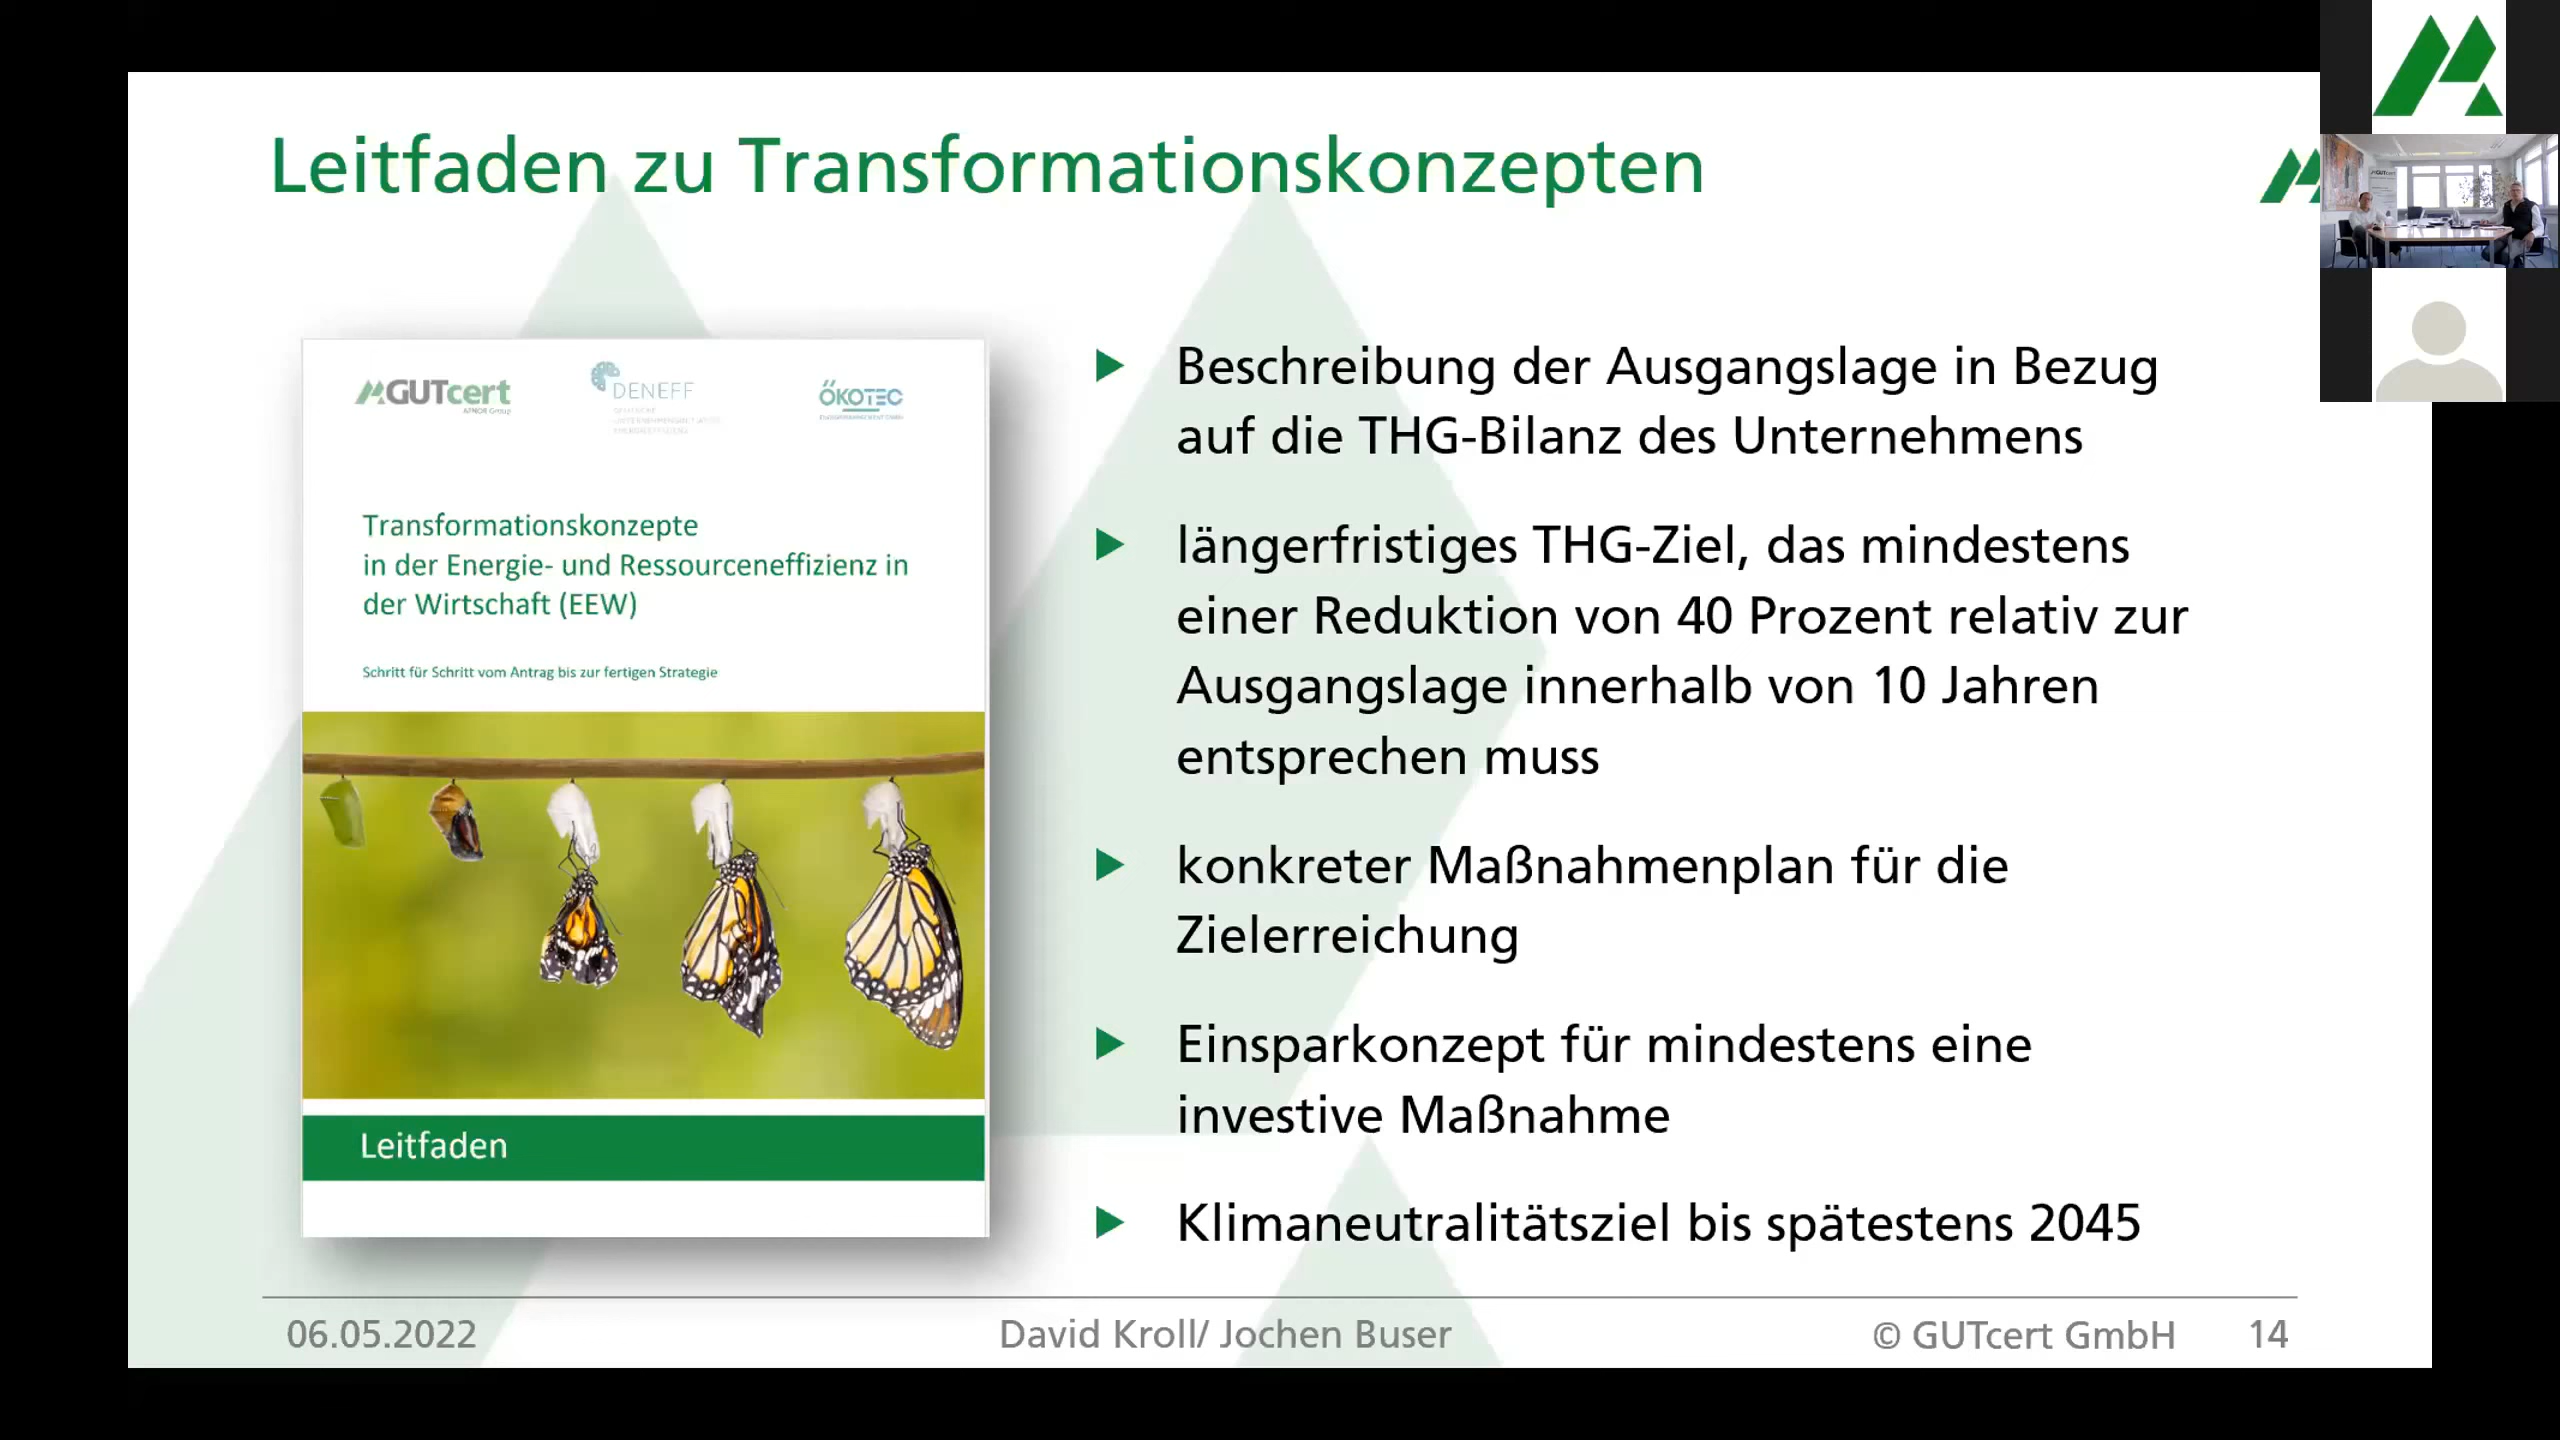 Leitfaden zu Transformationskonzepten
GUTcert
AFNOR Group
DENEFF
ÖKOTEC
Transformationskonzepte
in der Energie- und Ressourceneffizienz in
der Wirtschaft (EEW)
Schritt für Schritt vom Antrag bis zur fertigen Strategie
Leitfaden
Beschreibung der Ausgangslage in Bezug
auf die THG-Bilanz des Unternehmens
längerfristiges THG-Ziel, das mindestens
einer Reduktion von 40 Prozent relativ zur
Ausgangslage innerhalb von 10 Jahren
entsprechen muss
konkreter Maßnahmenplan für die
Zielerreichung
Einsparkonzept für mindestens eine
investive Maßnahme
Klimaneutralitätsziel bis spätestens 2045
06.05.2022
David Kroll/ Jochen Buser
© GUTcert GmbH
14